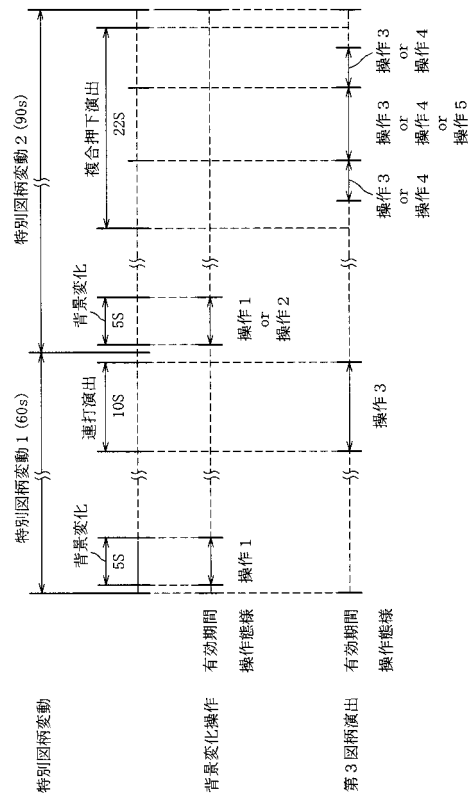 特別図柄変動
特別図柄変動1(60s)
特別図柄変動2(90s)
背景変化
5S
連打演出
10S
背景変化
5S
複合押下演出
22S
背景変化操作
有効期間
操作態様
操作1
操作1
or
操作2
第3図柄演出
有効期間
操作態様
操作3
操作3
or
操作4
操作3
or
操作4
or
操作5
操作3
or
操作4